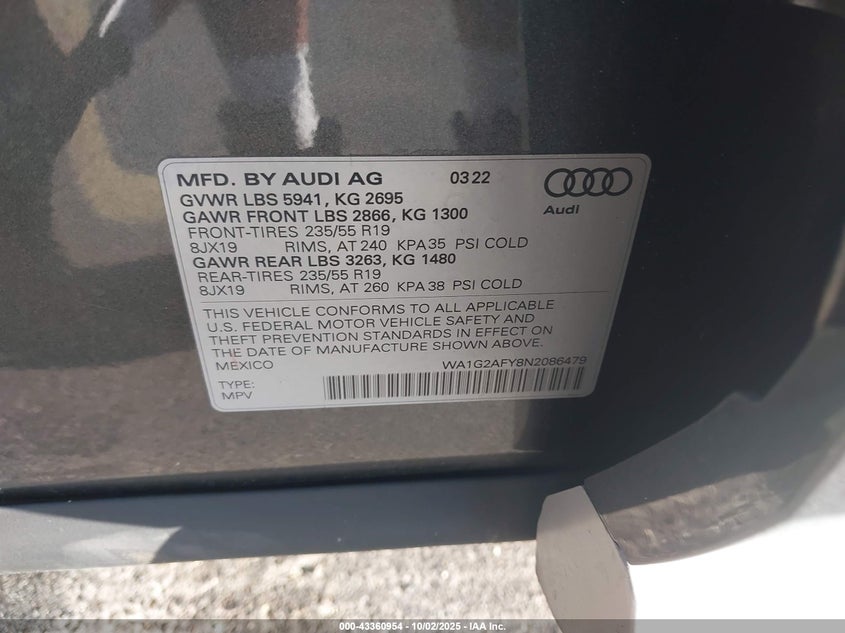 MFD. BY AUDI AG 03 22
Audi
GVWR LBS 5941, KG 2695
GAWR FRONT LBS 2866, KG 1300
FRONT-TIRES 235/55 R19
8JX19 RIMS, AT 240 KPA 35 PSI COLD
GAWR REAR LBS 3263, KG 1480
REAR-TIRES 235/55 R19
8JX19 RIMS, AT 260 KPA 38 PSI COLD
THIS VEHICLE CONFORMS TO ALL APPLICABLE
U.S. FEDERAL MOTOR VEHICLE SAFETY AND
THEFT PREVENTION STANDARDS IN EFFECT ON
THE DATE OF MANUFACTURE SHOWN ABOVE.
MEXICO WA1G2AFY8N2086479
TYPE:
MPV
000-43360954 - 10/02/2025 - IAA Inc.